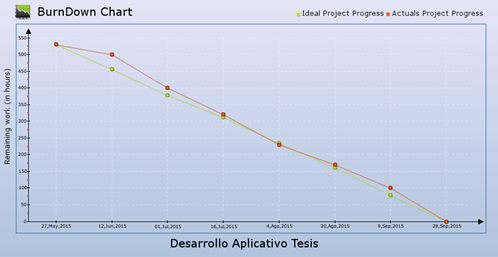 BurnDown Chart
Ideal Project Progress
Actuals Project Progress
Remaining work (in hours)
550
500
450
400
350
300
250
200
150
100
50
0
27,May,2015
12,Jun,2015
01,Jul,2015
16,Jul,2015
4,Ago,2015
20,Ago,2015
9,Sep,2015
28,Sep,2015
Desarrollo Aplicativo Tesis